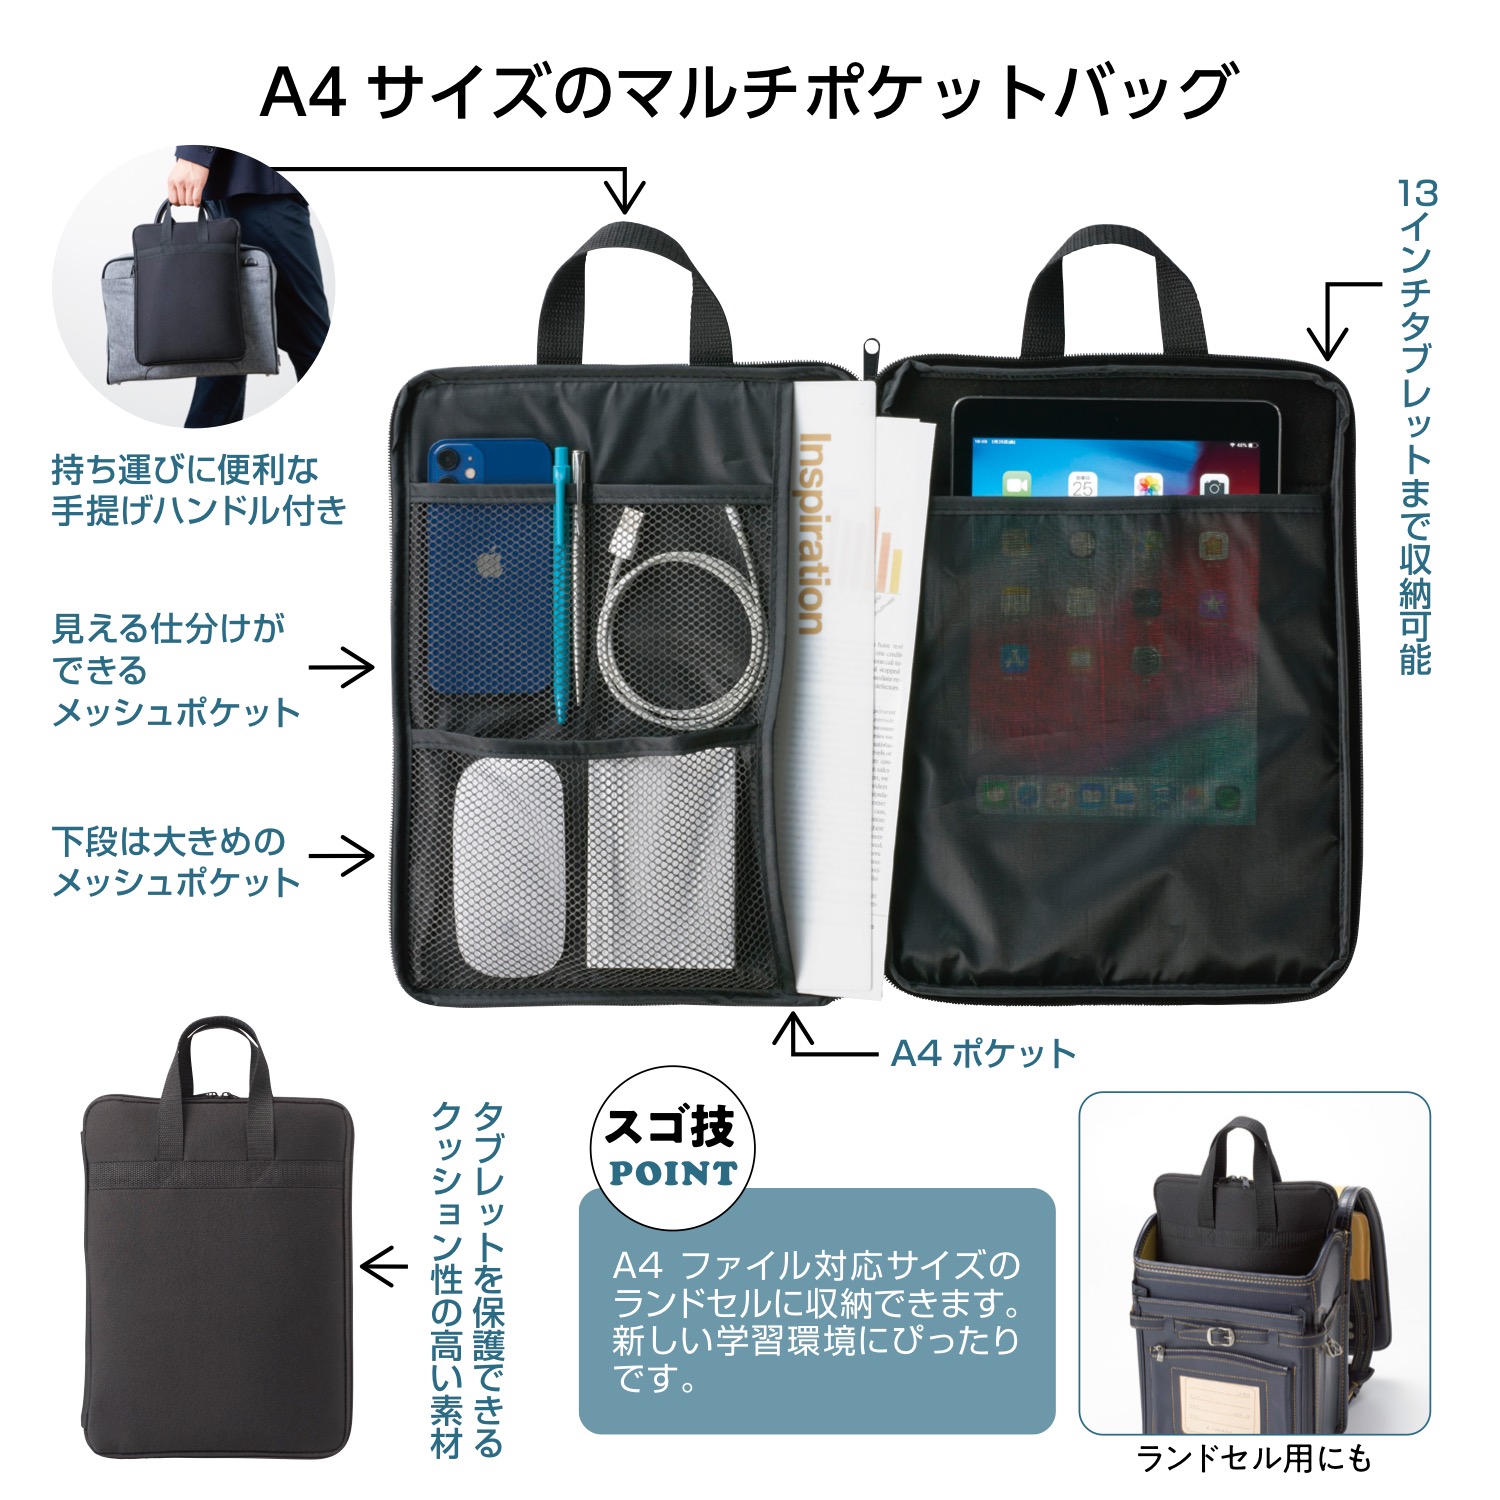 A4 サイズのマルチポケットバッグ
持ち運びに便利な
手提げハンドル付き
13インチタブレットまで収納可能
見える仕分けが
できる
メッシュポケット
下段は大きめの
メッシュポケット
Inspiration
25
A4 ポケット
タブレットを保護できる
クッション性の高い素材
スゴ技
POINT
A4 ファイル対応サイズの
ランドセルに収納できます。
新しい学習環境にぴったり
です。
ランドセル用にも